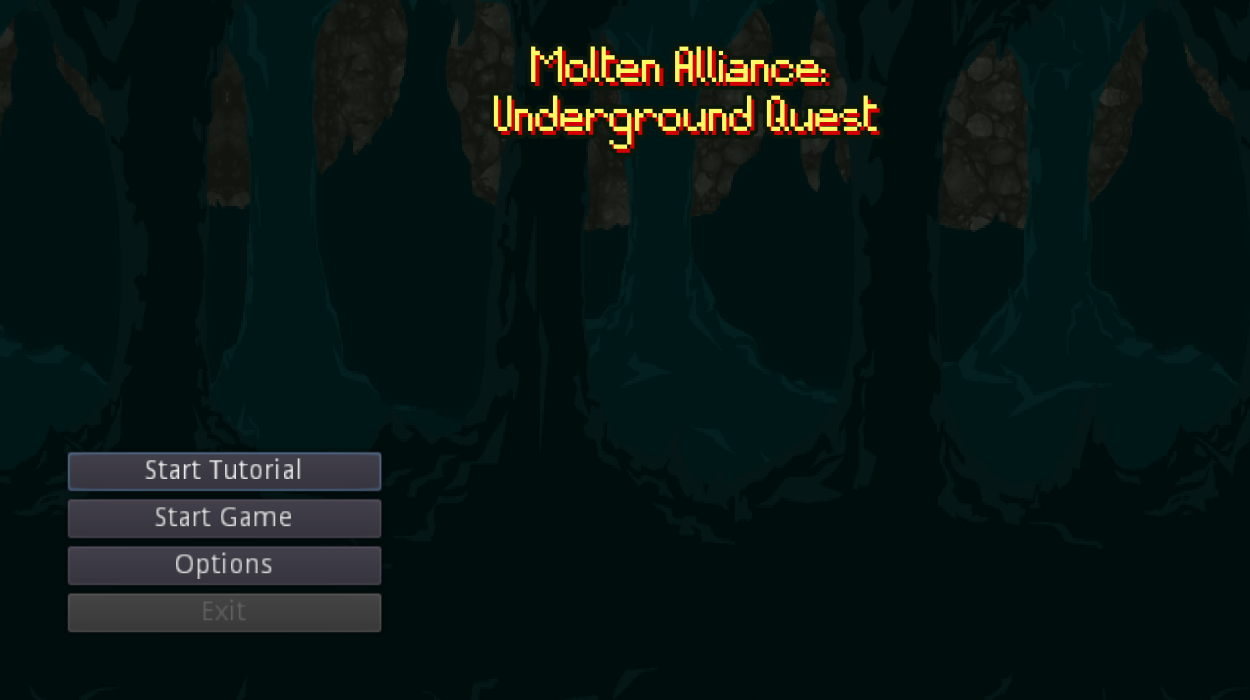 Molten Alliance:
Underground Quest
Start Tutorial
Start Game
Options
Exit